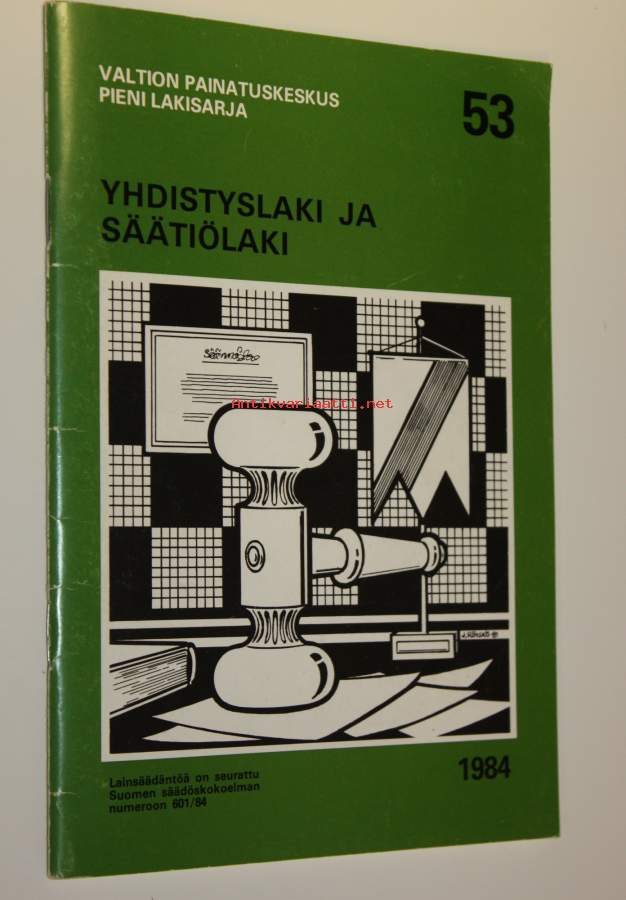 VALTION PAINATUSKESKUS
PIENI LAKISARJA
53
YHDISTYSLAKI JA
SÄÄTIÖLAKI
Antikvariaatti.net
Lainsäädäntöä on seurattu
Suomen säädöskokoelman
numeroon 601/84
1984